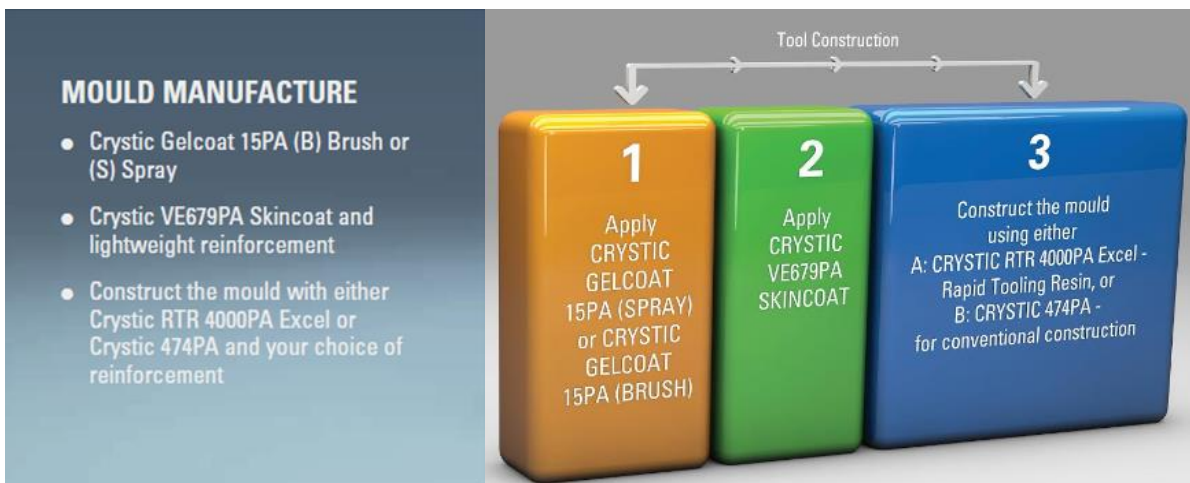 MOULD MANUFACTURE
● Crystic Gelcoat 15PA (B) Brush or
(S) Spray
● Crystic VE679PA Skincoat and
lightweight reinforcement
● Construct the mould with either
Crystic RTR 4000PA Excel or
Crystic 474PA and your choice of
reinforcement
Tool Construction
1
Apply
CRYSTIC
GELCOAT
15PA (SPRAY)
or CRYSTIC
GELCOAT
15PA (BRUSH)
2
Apply
CRYSTIC
VE679PA
SKINCOAT
3
Construct the mould
using either
A: CRYSTIC RTR 4000PA Excel -
Rapid Tooling Resin, or
B: CRYSTIC 474PA -
for conventional construction